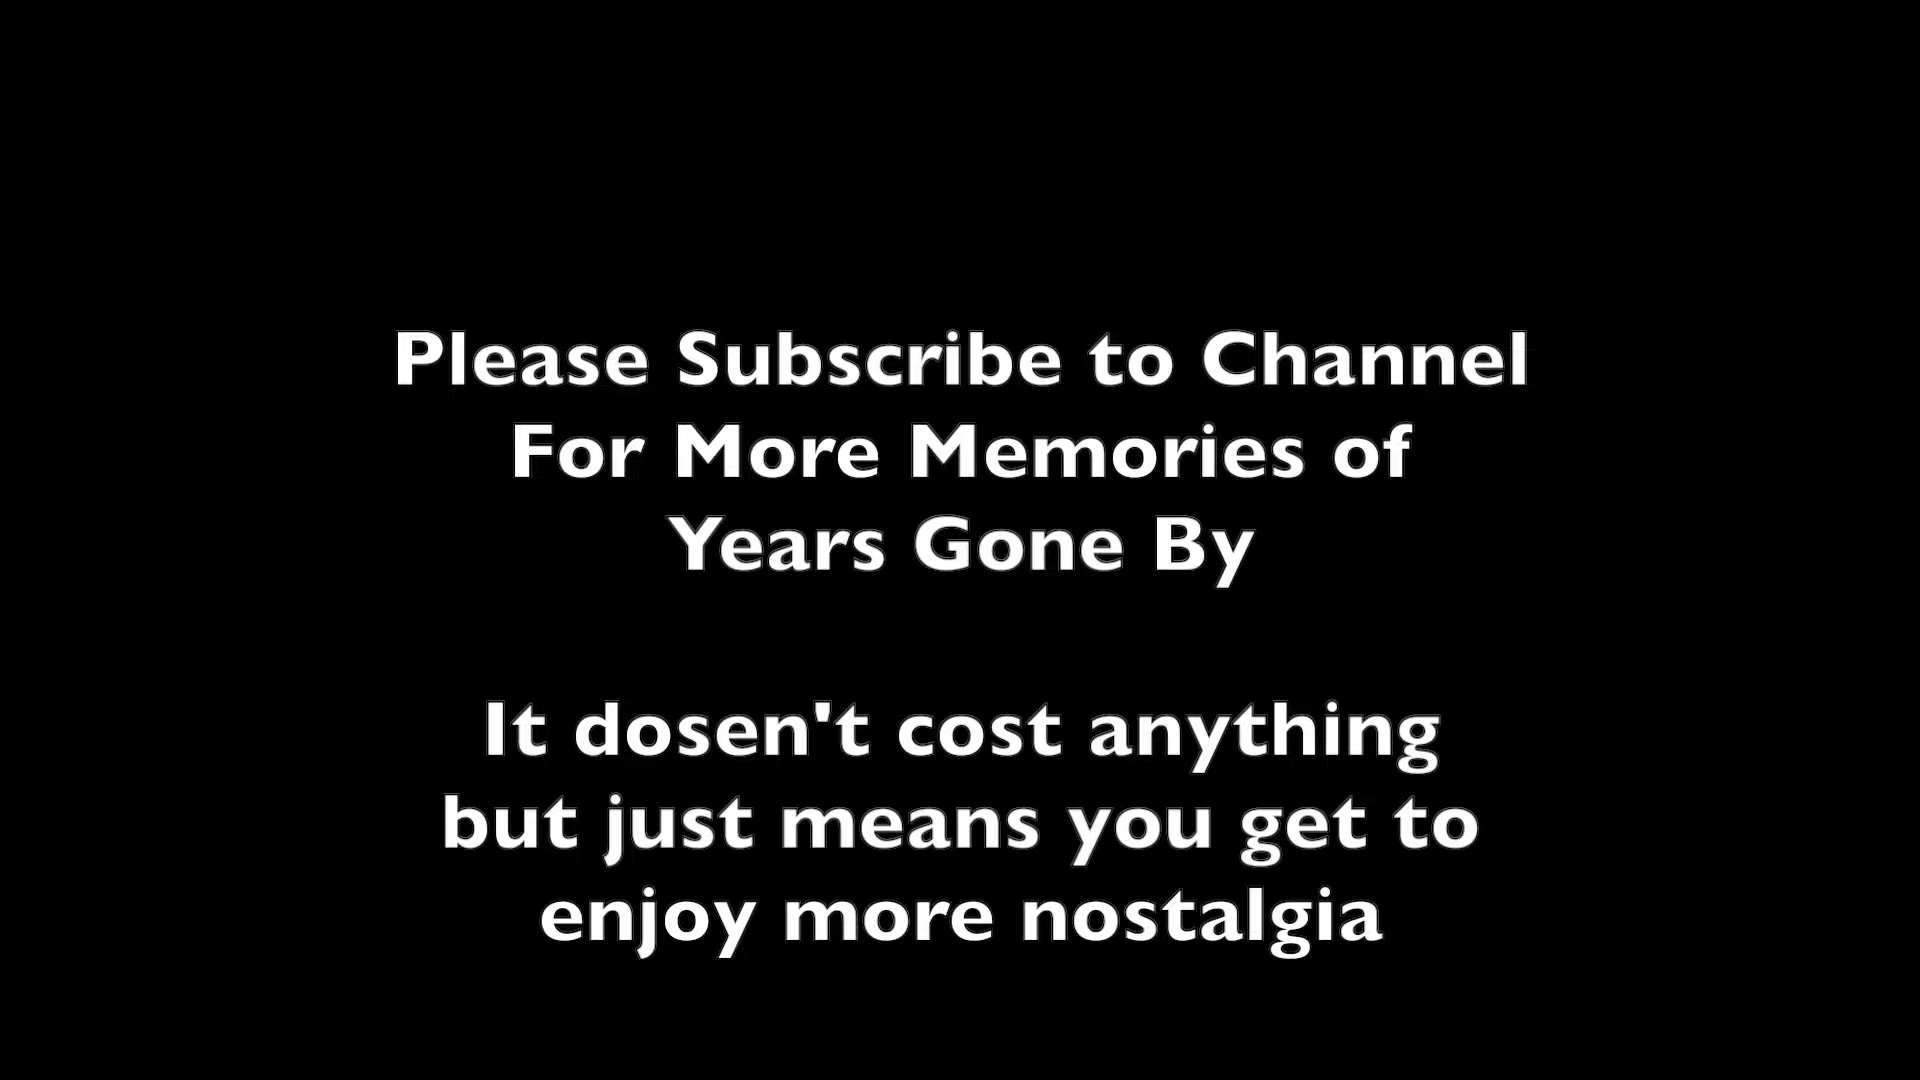 Please Subscribe to Channel
For More Memories of
Years Gone By
It dosen't cost anything
but just means you get to
enjoy more nostalgia